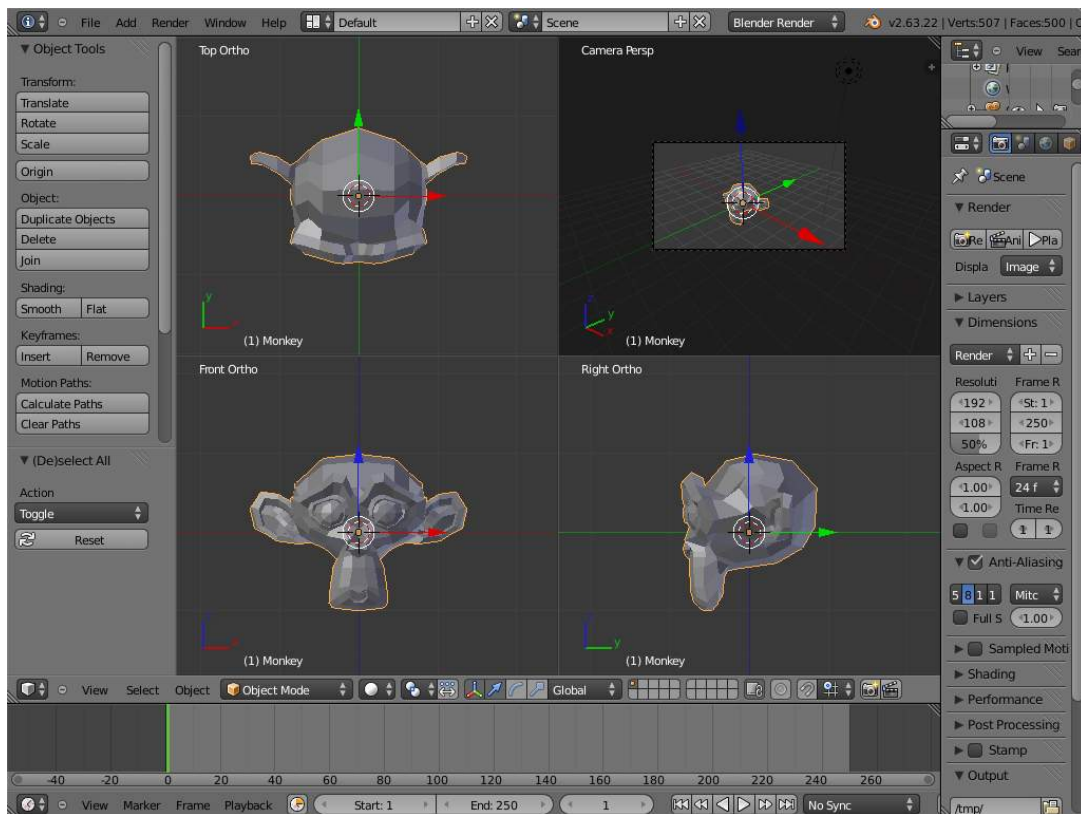 File Add Render Window Help Default Scene Blender Render v2.63.22 | Verts:507 | Faces:500 |
Object Tools
Transform:
Translate
Rotate
Scale
Origin
Object:
Duplicate Objects
Delete
Join
Shading:
Smooth Flat
Keyframes:
Insert Remove
Motion Paths:
Calculate Paths
Clear Paths
(De)select All
Action
Toggle
Reset
Top Ortho
y
x
(1) Monkey
Camera Persp
z
y
x
(1) Monkey
Front Ortho
z
x
(1) Monkey
Right Ortho
z
y
(1) Monkey
View Sear
Scene
Render
Re Ani Pla
Displa Image
Layers
Dimensions
Render
Resoluti Frame R
192 St: 1
108 250
50% Fr: 1
Aspect R Frame R
1.00 24 f
1.00 Time Re
1 1
Anti-Aliasing
5 8 1 1 Mitc
Full S 1.00
Sampled Moti
Shading
Performance
Post Processing
Stamp
Output
/tmp/
View Select Object Object Mode Global
-40 -20 0 20 40 60 80 100 120 140 160 180 200 220 240 260
View Marker Frame Playback Start: 1 End: 250 1 No Sync